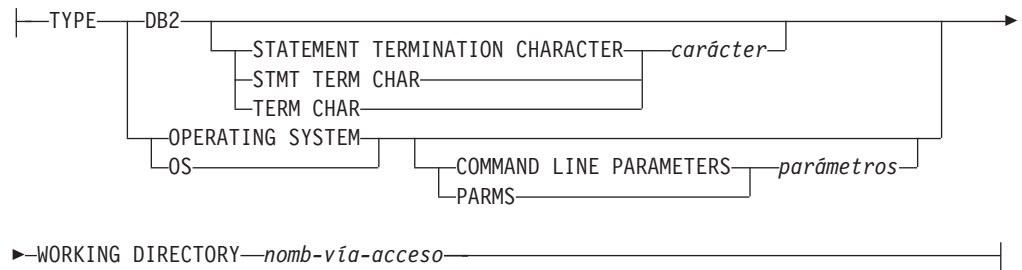 TYPE DB2
STATEMENT TERMINATION CHARACTER carácter
STMT TERM CHAR
TERM CHAR
OPERATING SYSTEM
OS
COMMAND LINE PARAMETERS parámetros
PARMS
WORKING DIRECTORY nomb-vía-acceso